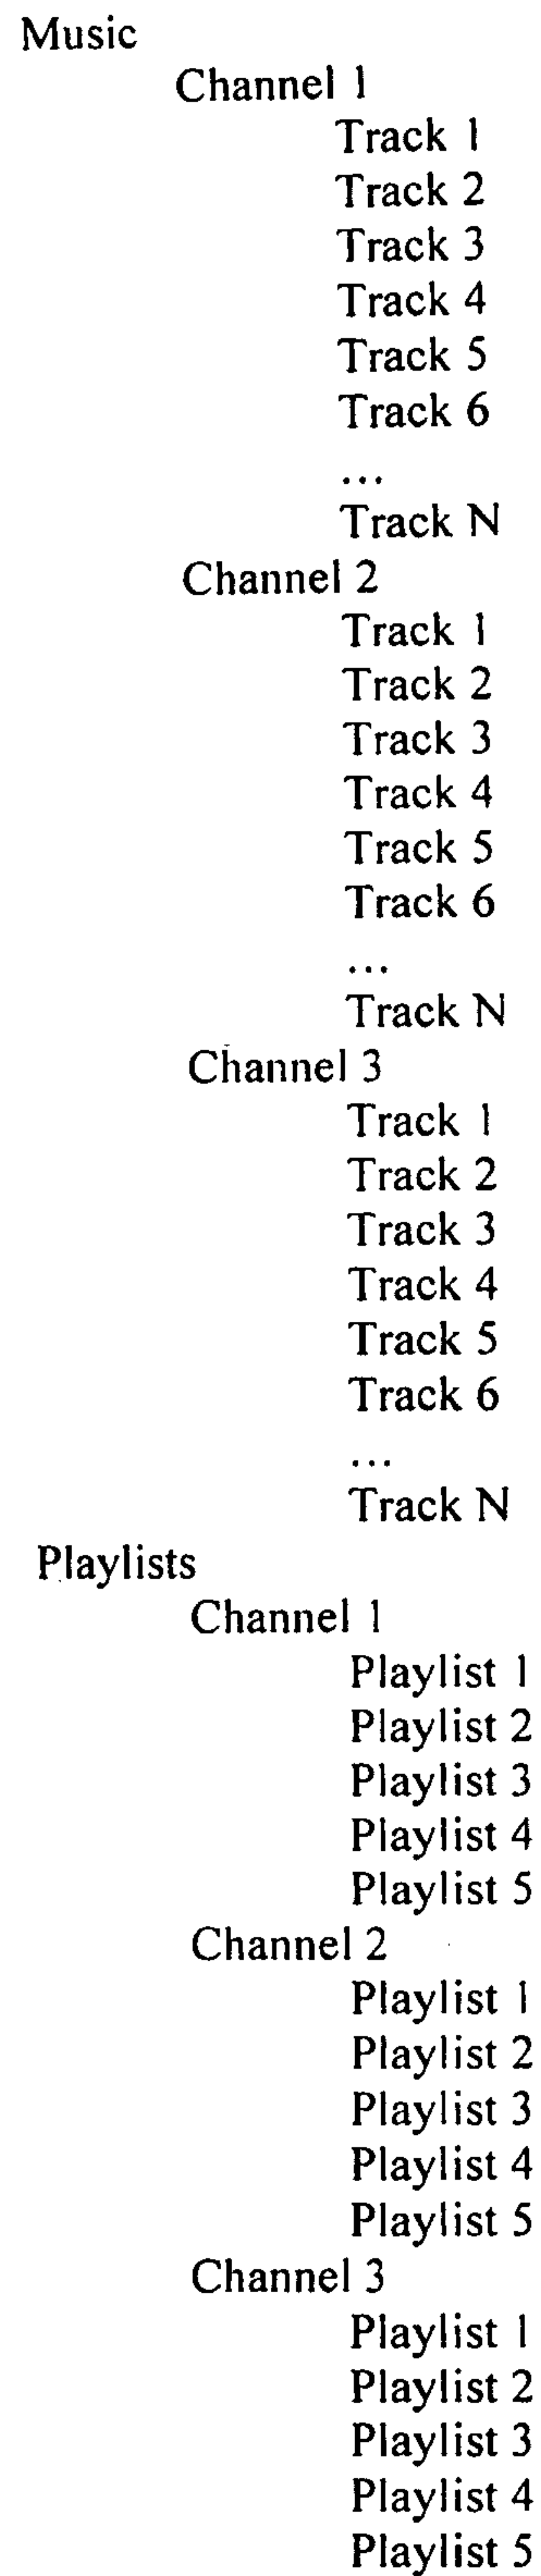 Music
Channel 1
Track 1
Track 2
Track 3
Track 4
Track 5
Track 6
...
Track N
Channel 2
Track 1
Track 2
Track 3
Track 4
Track 5
Track 6
...
Track N
Channel 3
Track 1
Track 2
Track 3
Track 4
Track 5
Track 6
...
Track N
Playlists
Channel 1
Playlist 1
Playlist 2
Playlist 3
Playlist 4
Playlist 5
Channel 2
Playlist 1
Playlist 2
Playlist 3
Playlist 4
Playlist 5
Channel 3
Playlist 1
Playlist 2
Playlist 3
Playlist 4
Playlist 5